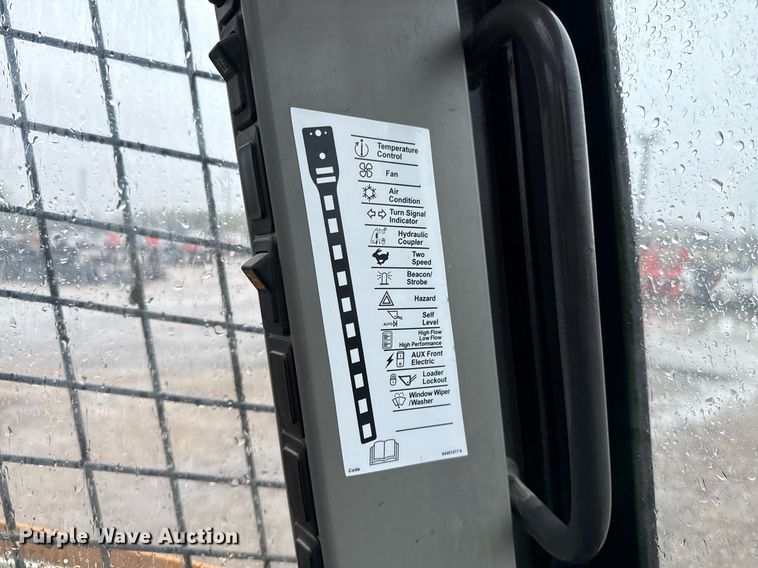 Temperature
Control
Fan
Air
Condition
Turn Signal
Indicator
Hydraulic
Coupler
Two
Speed
Beacon/
Strobe
Hazard
Self
Level
AUTO
High Flow
Low Flow
High Performance
AUX Front
Electric
Loader
Lockout
Window Wiper
/Washer
Code
Purple Wave Auction